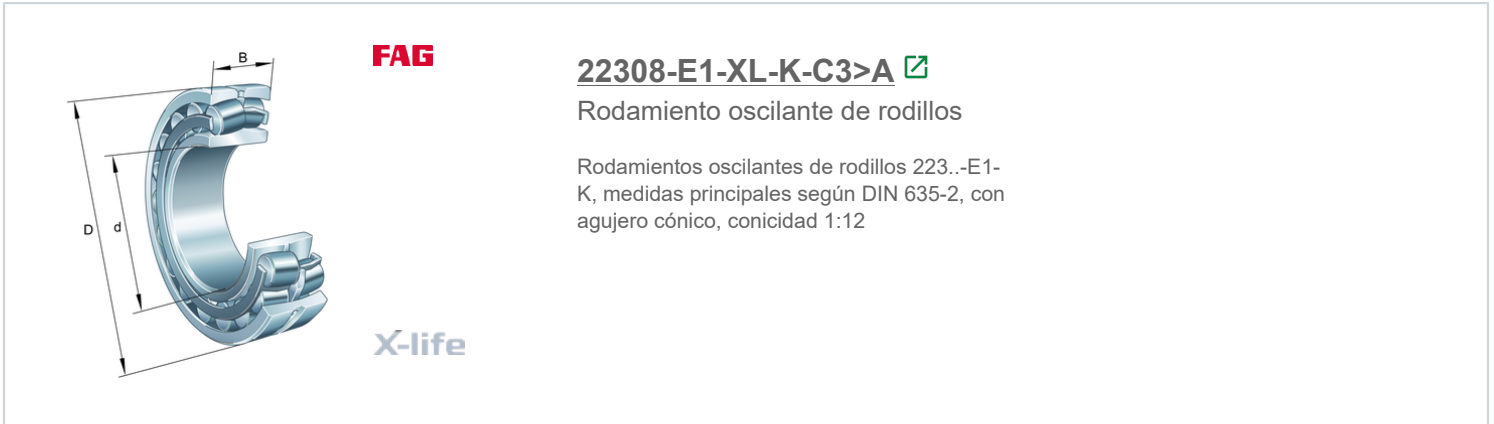 B
FAG
22308-E1-XL-K-C3>A
Rodamiento oscilante de rodillos
Rodamientos oscilantes de rodillos 223..-E1-
K, medidas principales según DIN 635-2, con
agujero cónico, conicidad 1:12
D
d
X-life